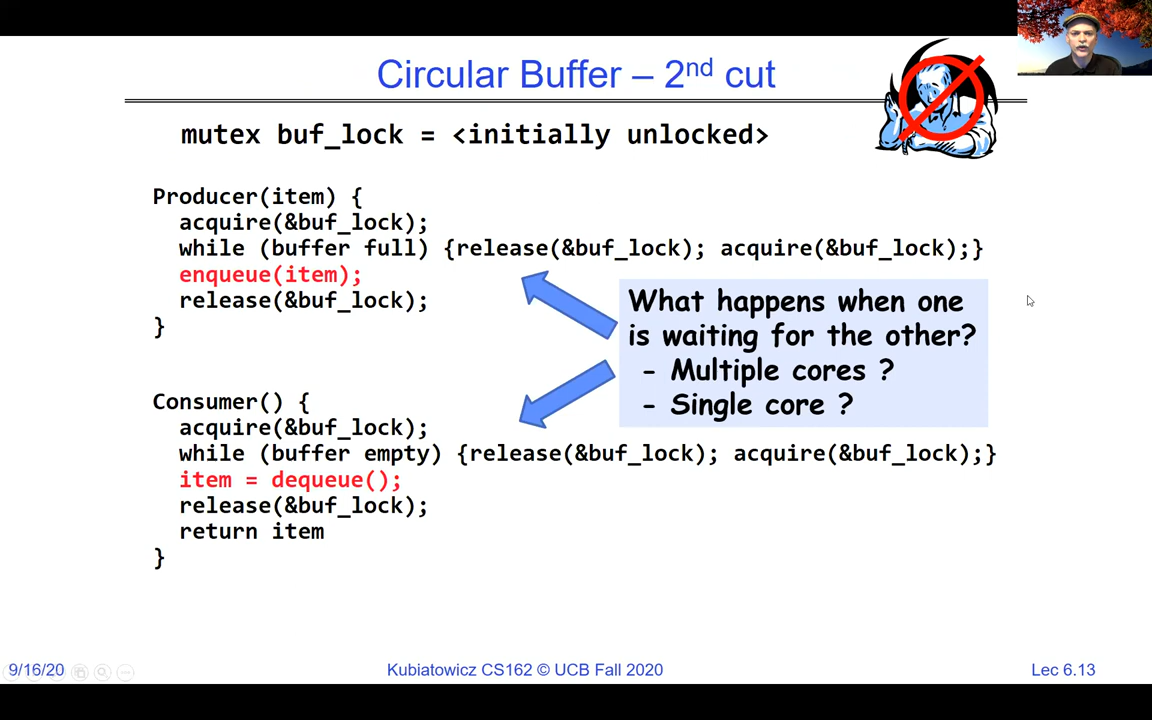 Circular Buffer – 2nd cut
mutex buf_lock = <initially unlocked>
Producer(item) {
acquire(&buf_lock);
while (buffer full) {release(&buf_lock); acquire(&buf_lock);}
enqueue(item);
release(&buf_lock);
}
What happens when one
is waiting for the other?
- Multiple cores ?
- Single core ?
Consumer() {
acquire(&buf_lock);
while (buffer empty) {release(&buf_lock); acquire(&buf_lock);}
item = dequeue();
release(&buf_lock);
return item
}
9/16/20
Kubiatowicz CS162 © UCB Fall 2020
Lec 6.13